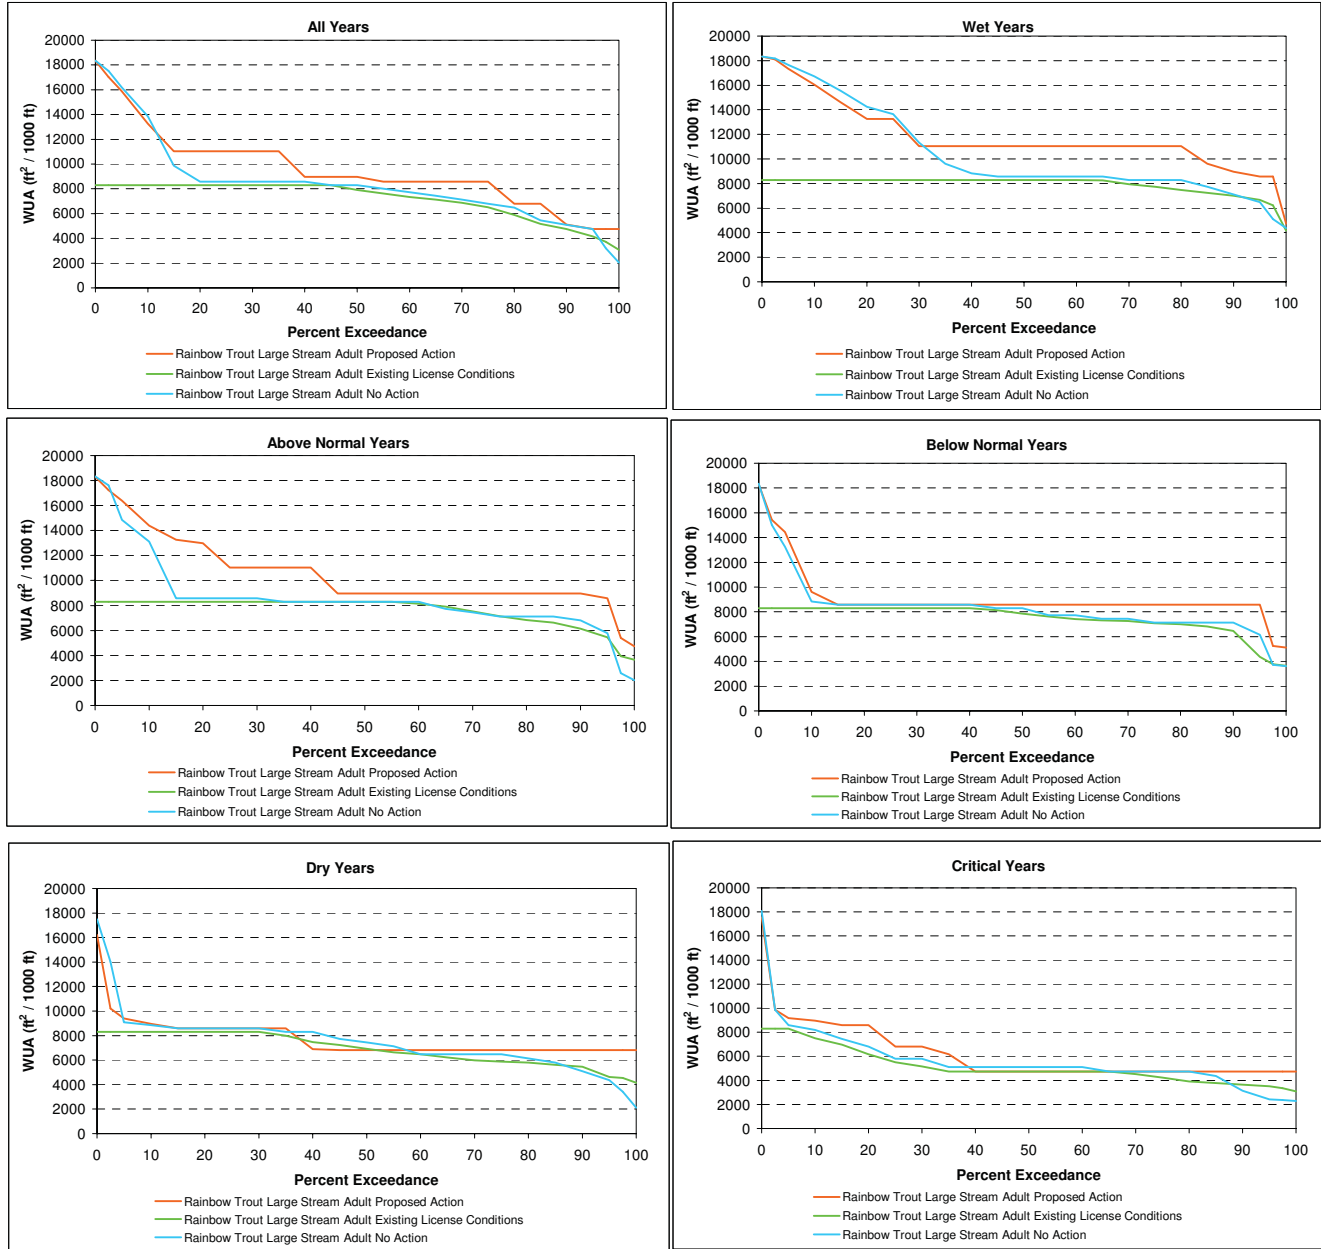 All Years
WUA (ft² / 1000 ft)
20000
18000
16000
14000
12000
10000
8000
6000
4000
2000
0
0 10 20 30 40 50 60 70 80 90 100
Percent Exceedance
Rainbow Trout Large Stream Adult Proposed Action
Rainbow Trout Large Stream Adult Existing License Conditions
Rainbow Trout Large Stream Adult No Action
Wet Years
WUA (ft² / 1000 ft)
20000
18000
16000
14000
12000
10000
8000
6000
4000
2000
0
0 10 20 30 40 50 60 70 80 90 100
Percent Exceedance
Rainbow Trout Large Stream Adult Proposed Action
Rainbow Trout Large Stream Adult Existing License Conditions
Rainbow Trout Large Stream Adult No Action
Above Normal Years
WUA (ft² / 1000 ft)
20000
18000
16000
14000
12000
10000
8000
6000
4000
2000
0
0 10 20 30 40 50 60 70 80 90 100
Percent Exceedance
Rainbow Trout Large Stream Adult Proposed Action
Rainbow Trout Large Stream Adult Existing License Conditions
Rainbow Trout Large Stream Adult No Action
Below Normal Years
WUA (ft² / 1000 ft)
20000
18000
16000
14000
12000
10000
8000
6000
4000
2000
0
0 10 20 30 40 50 60 70 80 90 100
Percent Exceedance
Rainbow Trout Large Stream Adult Proposed Action
Rainbow Trout Large Stream Adult Existing License Conditions
Rainbow Trout Large Stream Adult No Action
Dry Years
WUA (ft² / 1000 ft)
20000
18000
16000
14000
12000
10000
8000
6000
4000
2000
0
0 10 20 30 40 50 60 70 80 90 100
Percent Exceedance
Rainbow Trout Large Stream Adult Proposed Action
Rainbow Trout Large Stream Adult Existing License Conditions
Rainbow Trout Large Stream Adult No Action
Critical Years
WUA (ft² / 1000 ft)
20000
18000
16000
14000
12000
10000
8000
6000
4000
2000
0
0 10 20 30 40 50 60 70 80 90 100
Percent Exceedance
Rainbow Trout Large Stream Adult Proposed Action
Rainbow Trout Large Stream Adult Existing License Conditions
Rainbow Trout Large Stream Adult No Action